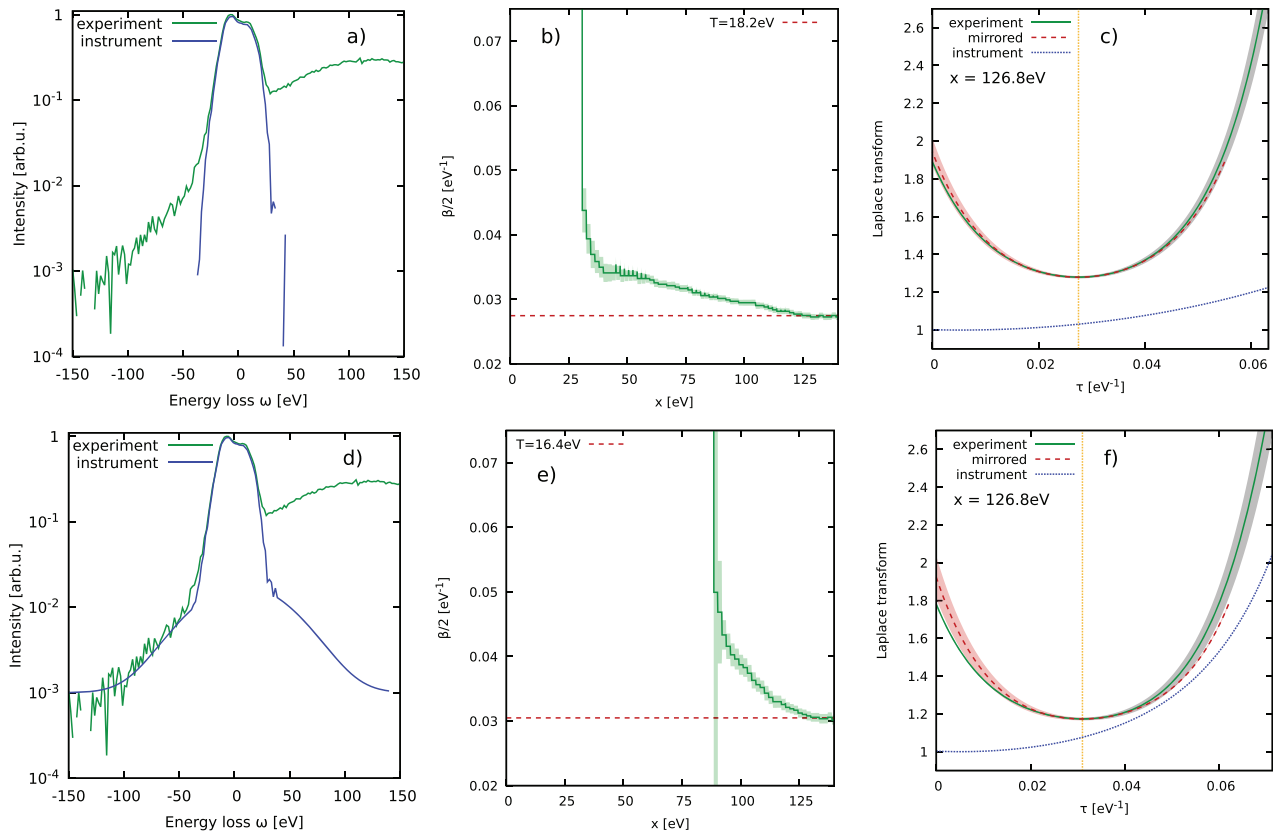 experiment
instrument
a)
Intensity [arb.u.]
1
10-1
10-2
10-3
10-4
-150 -100 -50 0 50 100 150
Energy loss ω [eV]
T=18.2eV
b)
β/2 [eV-1]
0.07
0.06
0.05
0.04
0.03
0.02
0 25 50 75 100 125
x [eV]
experiment
mirrored
instrument
c)
x = 126.8eV
Laplace transform
2.6
2.4
2.2
2
1.8
1.6
1.4
1.2
1
0 0.02 0.04 0.06
τ [eV-1]
experiment
instrument
d)
Intensity [arb.u.]
1
10-1
10-2
10-3
10-4
-150 -100 -50 0 50 100 150
Energy loss ω [eV]
T=16.4eV
e)
β/2 [eV-1]
0.07
0.06
0.05
0.04
0.03
0.02
0 25 50 75 100 125
x [eV]
experiment
mirrored
instrument
f)
x = 126.8eV
Laplace transform
2.6
2.4
2.2
2
1.8
1.6
1.4
1.2
1
0 0.02 0.04 0.06
τ [eV-1]